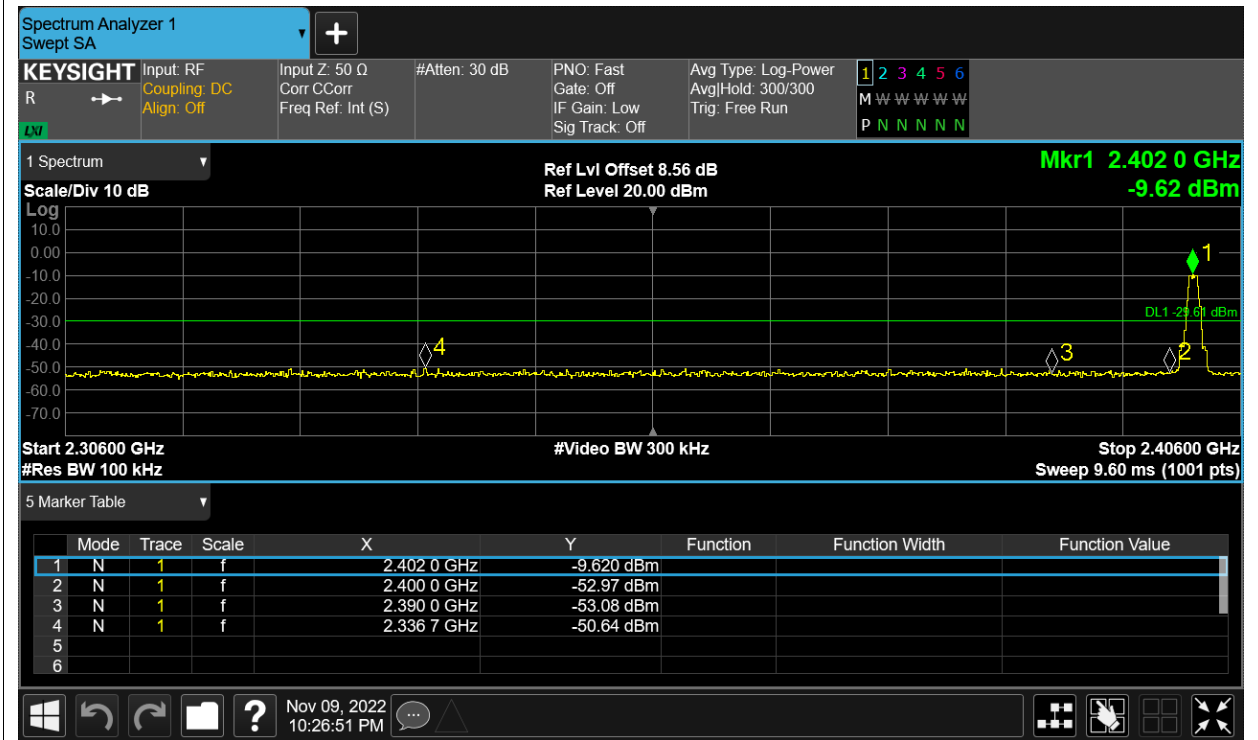 Spectrum Analyzer 1
Swept SA
+
KEYSIGHT Input: RF Input Z: 50 Ω #Atten: 30 dB PNO: Fast Avg Type: Log-Power 1 2 3 4 5 6
R Coupling: DC Corr CCorr Gate: Off Avg|Hold: 300/300 M W W W W W W
Align: Off Freq Ref: Int (S) IF Gain: Low Trig: Free Run
LXI Sig Track: Off P N N N N N N
1 Spectrum Mkr1 2.402 0 GHz
Ref Lvl Offset 8.56 dB
Scale/Div 10 dB Ref Level 20.00 dBm -9.62 dBm
Log
10.0
0.00 1
-10.0
-20.0
DL1 -29.61 dBm
-30.0
-40.0 4 3 2
-50.0
-60.0
-70.0
Start 2.30600 GHz #Video BW 300 kHz Stop 2.40600 GHz
#Res BW 100 kHz Sweep 9.60 ms (1001 pts)
5 Marker Table
Mode Trace Scale X Y Function Function Width Function Value
1 N 1 f 2.402 0 GHz -9.620 dBm
2 N 1 f 2.400 0 GHz -52.97 dBm
3 N 1 f 2.390 0 GHz -53.08 dBm
4 N 1 f 2.336 7 GHz -50.64 dBm
5
6
? Nov 09, 2022
10:26:51 PM